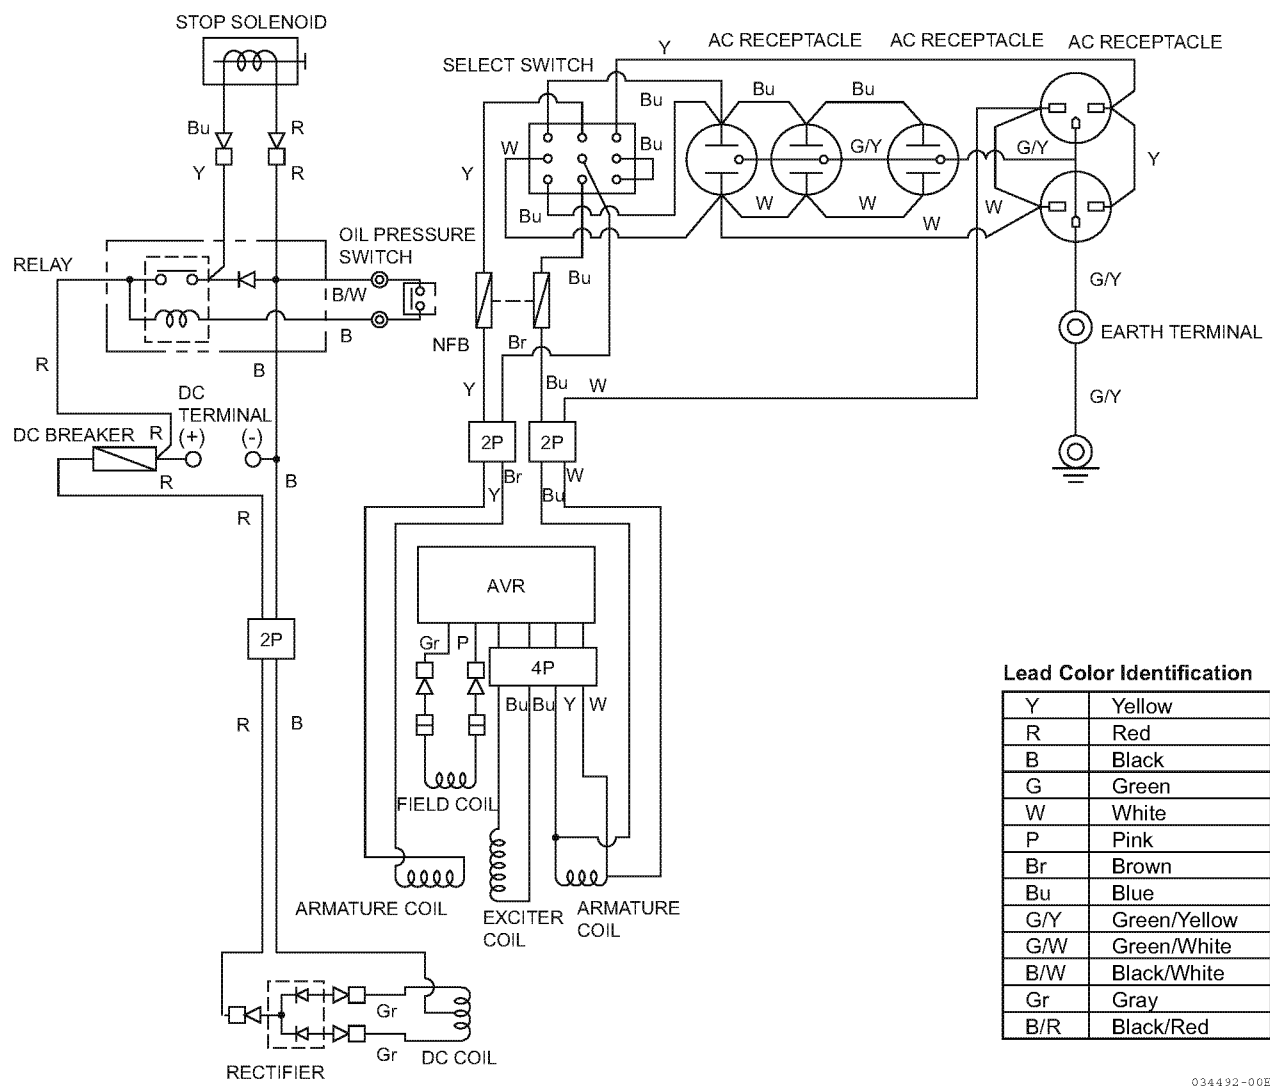 STOP SOLENOID
Y
AC RECEPTACLE
AC RECEPTACLE
AC RECEPTACLE
SELECT SWITCH
Bu
Bu
Bu
Bu
R
Bu
W
G/Y
G/Y
Y
Y
R
Y
W
W
W
W
Bu
OIL PRESSURE
SWITCH
RELAY
B/W
Bu
G/Y
B
NFB
Br
EARTH TERMINAL
R
B
Y
Bu
W
G/Y
DC
TERMINAL
DC BREAKER
R
(+)
(-)
2P
2P
R
B
Br
W
Y
Bu
R
AVR
2P
Gr
P
4P
R
B
Bu
Bu
Y
W
FIELD COIL
ARMATURE COIL
EXCITER
COIL
ARMATURE
COIL
Gr
Gr
DC COIL
RECTIFIER
Lead Color Identification
Y Yellow
R Red
B Black
G Green
W White
P Pink
Br Brown
Bu Blue
G/Y Green/Yellow
G/W Green/White
B/W Black/White
Gr Gray
B/R Black/Red